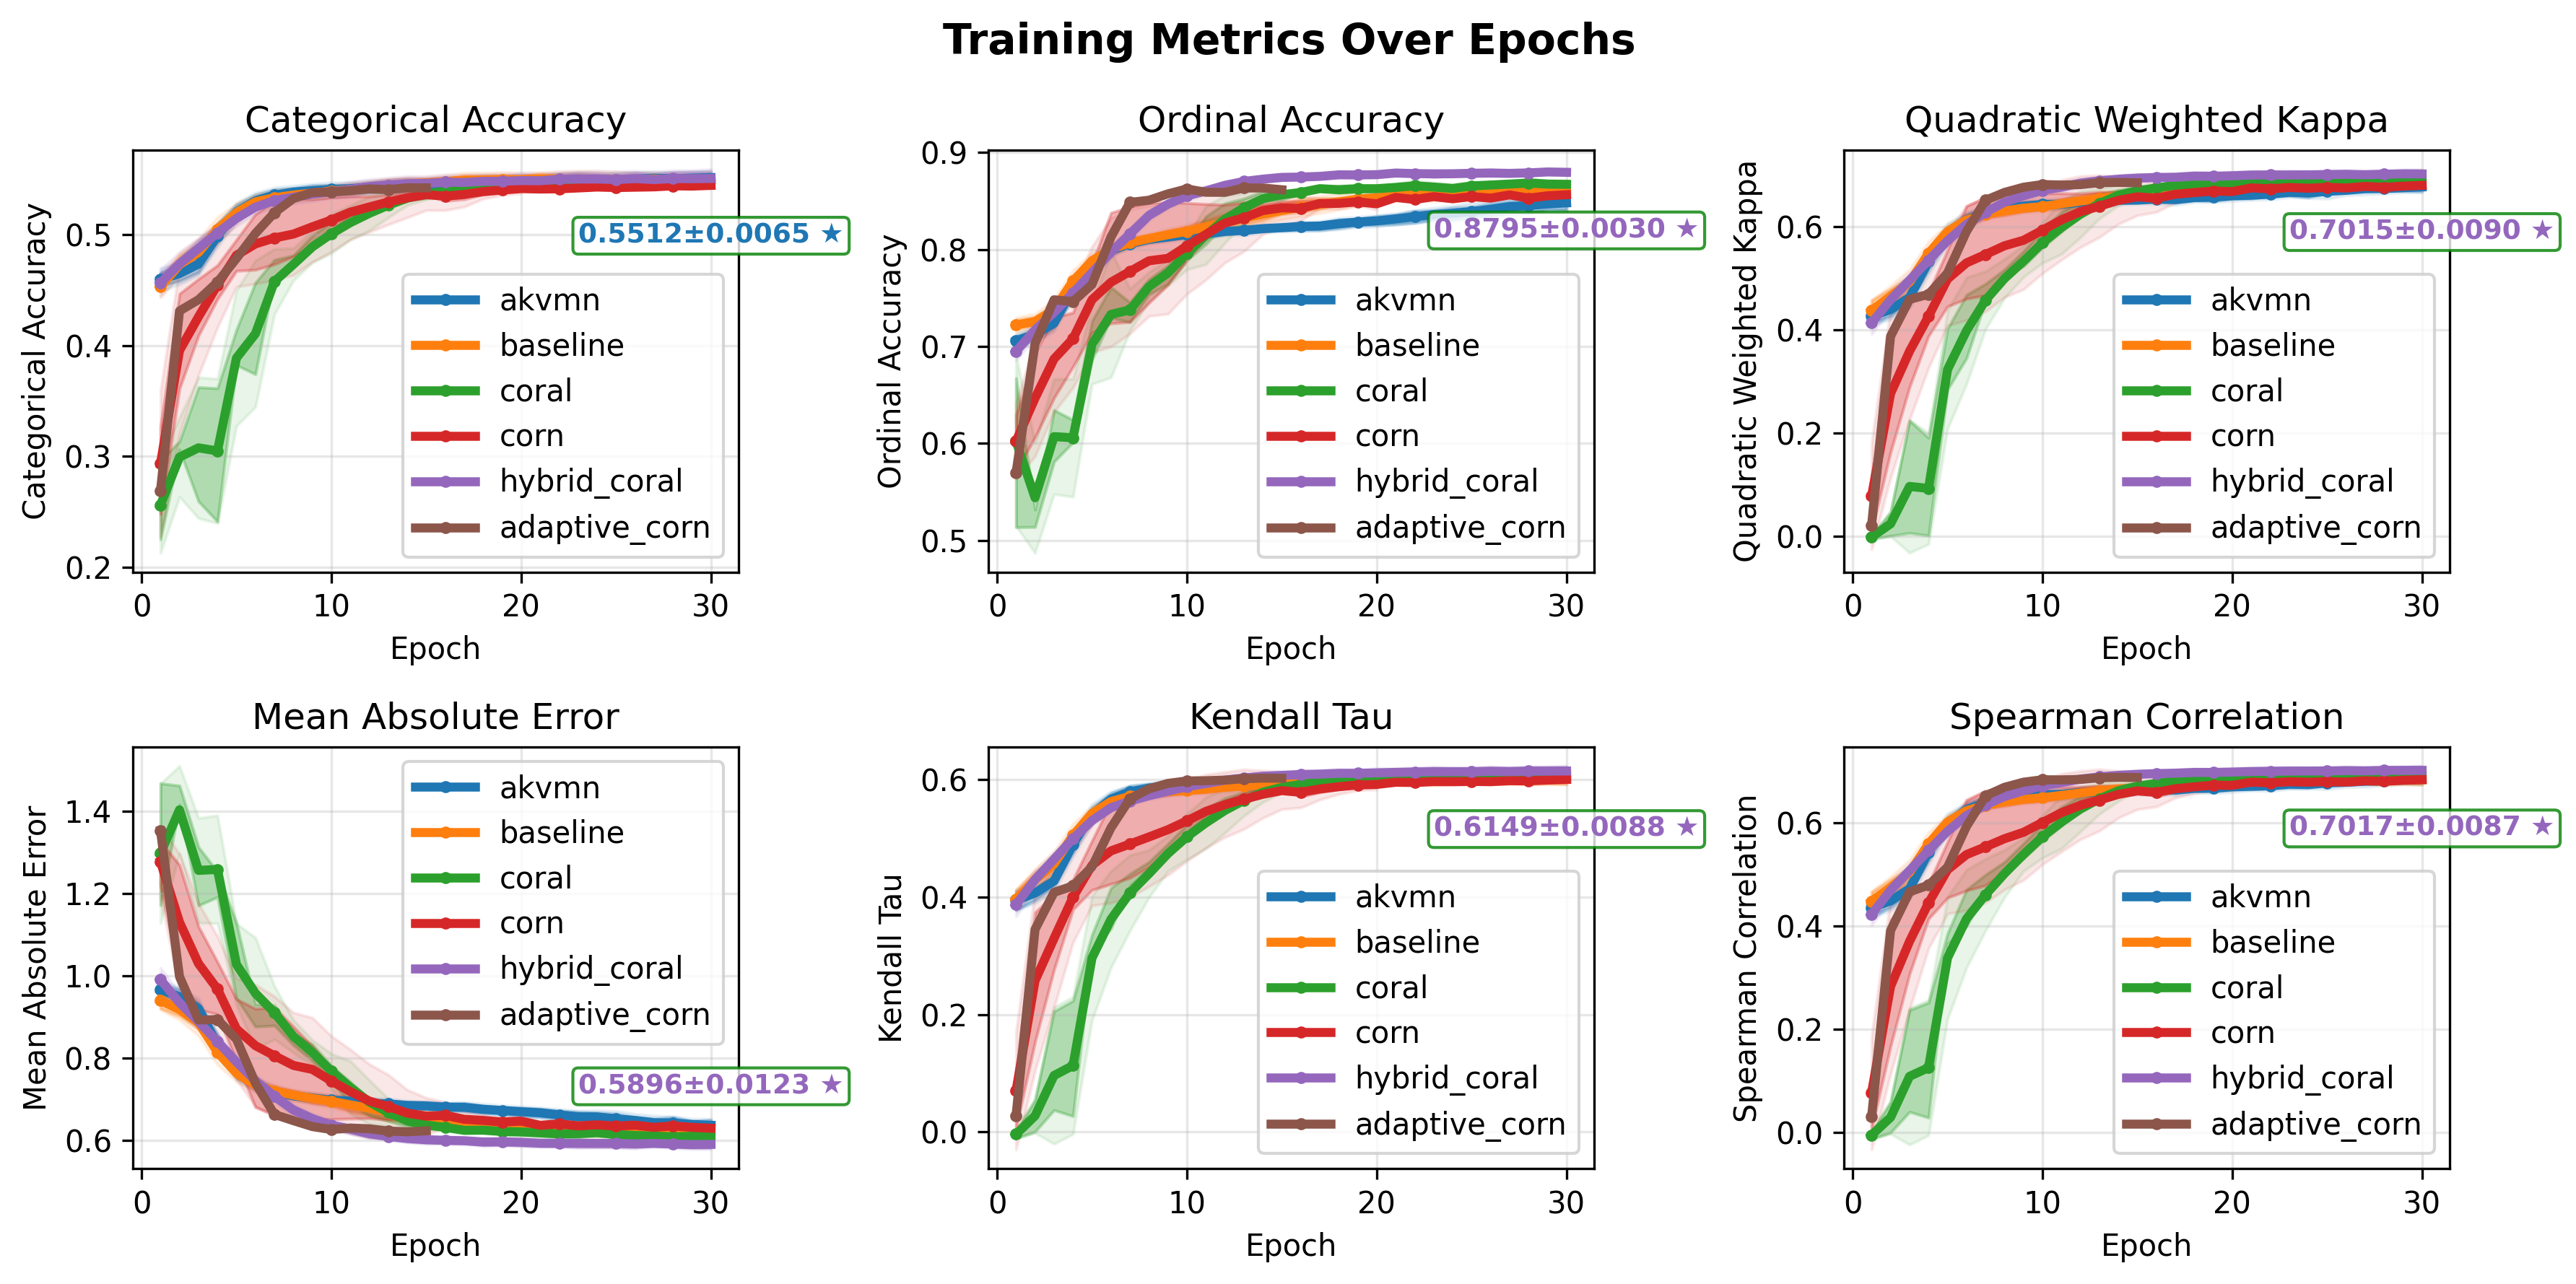 Training Metrics Over Epochs
Categorical Accuracy
Categorical Accuracy
0.5
0.4
0.3
0.2
0.5512±0.0065 ★
akvmn
baseline
coral
corn
hybrid_coral
adaptive_corn
0 10 20 30
Epoch
Ordinal Accuracy
Ordinal Accuracy
0.9
0.8
0.7
0.6
0.5
0.8795±0.0030 ★
akvmn
baseline
coral
corn
hybrid_coral
adaptive_corn
0 10 20 30
Epoch
Quadratic Weighted Kappa
Quadratic Weighted Kappa
0.6
0.4
0.2
0.0
0.7015±0.0090 ★
akvmn
baseline
coral
corn
hybrid_coral
adaptive_corn
0 10 20 30
Epoch
Mean Absolute Error
Mean Absolute Error
1.4
1.2
1.0
0.8
0.6
akvmn
baseline
coral
corn
hybrid_coral
adaptive_corn
0.5896±0.0123 ★
0 10 20 30
Epoch
Kendall Tau
Kendall Tau
0.6
0.4
0.2
0.0
0.6149±0.0088 ★
akvmn
baseline
coral
corn
hybrid_coral
adaptive_corn
0 10 20 30
Epoch
Spearman Correlation
Spearman Correlation
0.6
0.4
0.2
0.0
0.7017±0.0087 ★
akvmn
baseline
coral
corn
hybrid_coral
adaptive_corn
0 10 20 30
Epoch